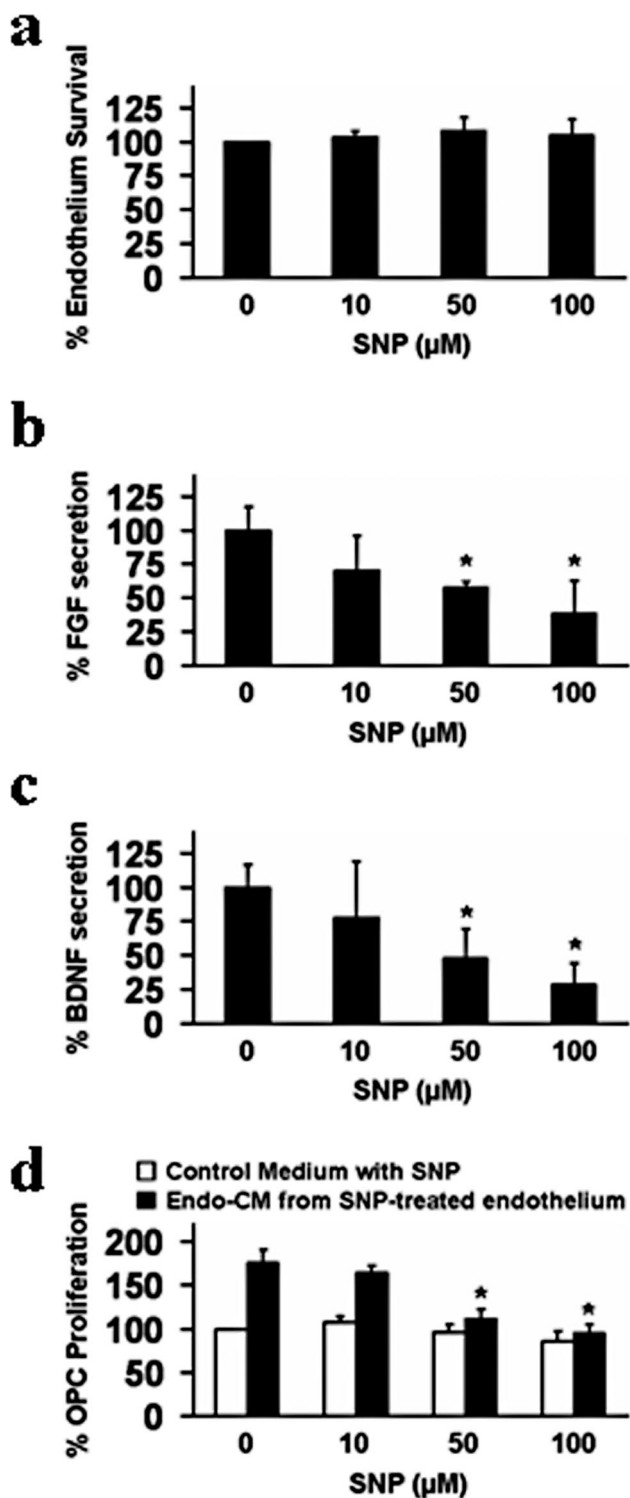 a
% Endothelium Survival
125
100
75
50
25
0
0 10 50 100
SNP (µM)
b
% FGF secretion
125
100
75
50
25
0
* *
0 10 50 100
SNP (µM)
c
% BDNF secretion
125
100
75
50
25
0
* *
0 10 50 100
SNP (µM)
d
Control Medium with SNP
Endo-CM from SNP-treated endothelium
% OPC Proliferation
200
150
100
50
0
* *
0 10 50 100
SNP (µM)